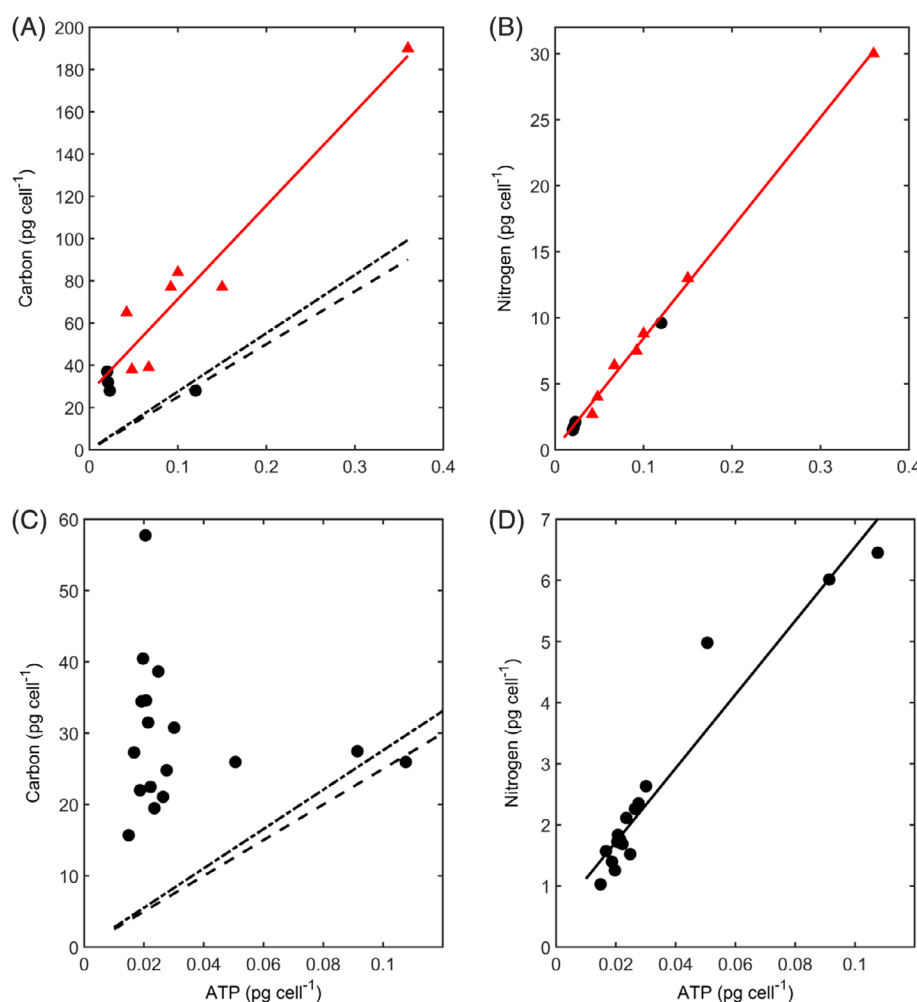 (A)
200
180
160
140
120
100
80
60
40
20
0
Carbon (pg cell-1)
0 0.1 0.2 0.3 0.4
(B)
30
25
20
15
10
5
0
Nitrogen (pg cell-1)
0 0.1 0.2 0.3 0.4
(C)
60
50
40
30
20
10
0
Carbon (pg cell-1)
0 0.02 0.04 0.06 0.08 0.1
ATP (pg cell-1)
(D)
7
6
5
4
3
2
1
0
Nitrogen (pg cell-1)
0 0.02 0.04 0.06 0.08 0.1
ATP (pg cell-1)